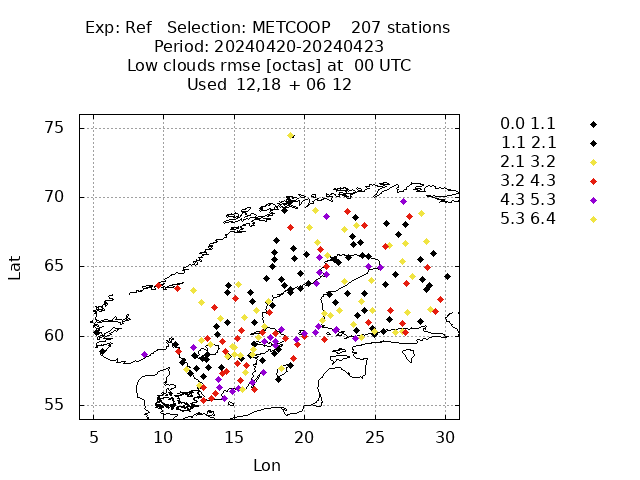 Exp: Ref   Selection: METCOOP    207 stations
Period: 20240420-20240423
Low clouds rmse [octas] at  00 UTC
Used  12,18 + 06 12
75
70
65
60
55
5 10 15 20 25 30
Lat
Lon
0.0 1.1
1.1 2.1
2.1 3.2
3.2 4.3
4.3 5.3
5.3 6.4